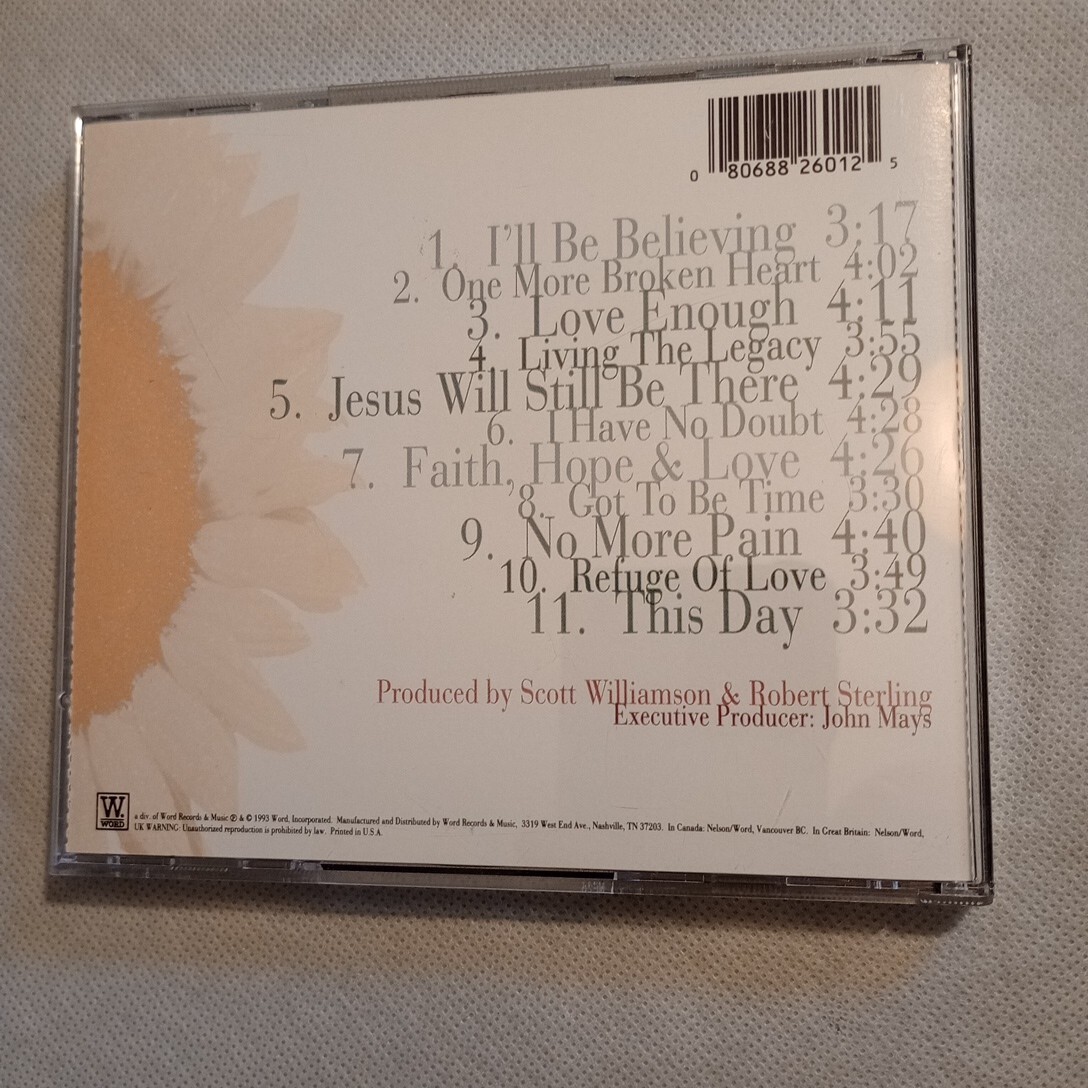 0 80688 26012 5
1. I'll Be Believing 3:17
2. One More Broken Heart 4:02
3. Love Enough 4:11
4. Living The Legacy 3:55
5. Jesus Will Still Be There 4:29
6. I Have No Doubt 4:28
7. Faith, Hope & Love 4:26
8. Got To Be Time 3:30
9. No More Pain 4:40
10. Refuge Of Love 3:49
11. This Day 3:32
Produced by Scott Williamson & Robert Sterling
Executive Producer: John Mays
W.
WORD
a div. of Word Records & Music ℗ & © 1993 Word, Incorporated. Manufactured and Distributed by Word Records & Music, 3319 West End Ave., Nashville, TN 37203. In Canada: Nelson/Word, Vancouver BC. In Great Britain: Nelson/Word,
UK WARNING: Unauthorized reproduction is prohibited by law. Printed in U.S.A.